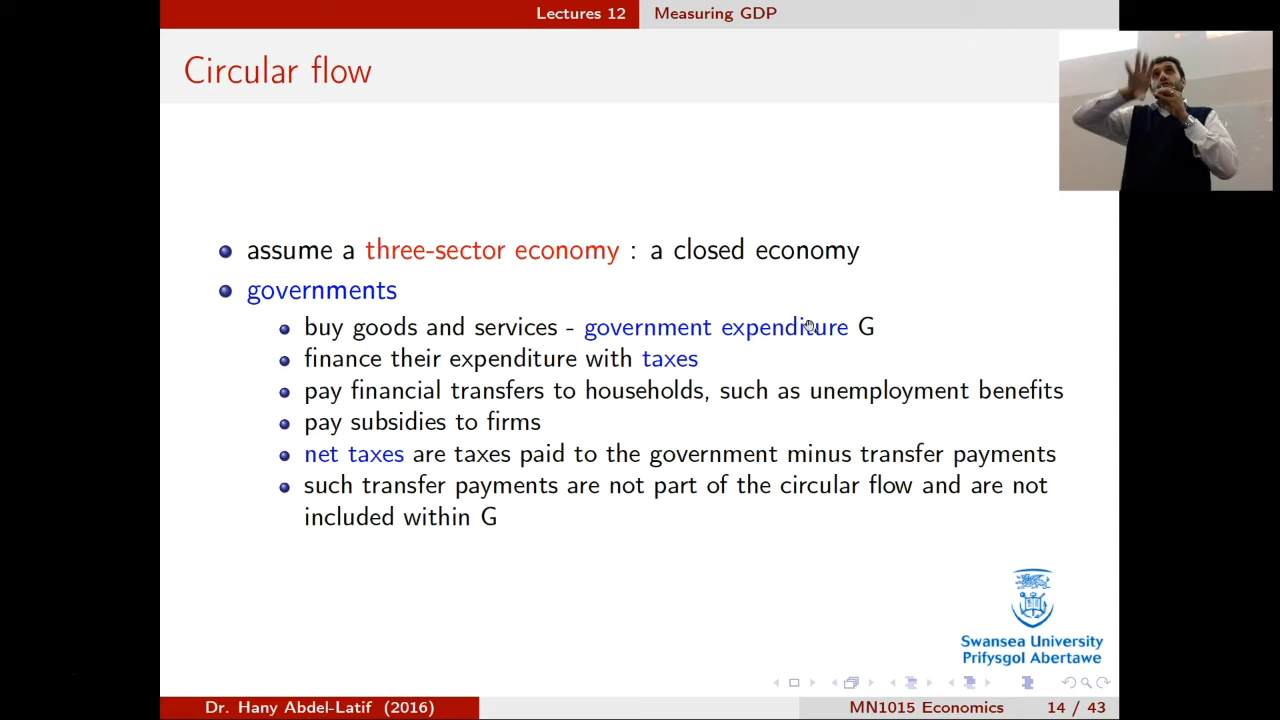 Lectures 12 Measuring GDP
Circular flow
assume a three-sector economy : a closed economy
governments
buy goods and services - government expenditure G
finance their expenditure with taxes
pay financial transfers to households, such as unemployment benefits
pay subsidies to firms
net taxes are taxes paid to the government minus transfer payments
such transfer payments are not part of the circular flow and are not
included within G
Swansea University
Prifysgol Abertawe
Dr. Hany Abdel-Latif (2016) MN1015 Economics 14 / 43